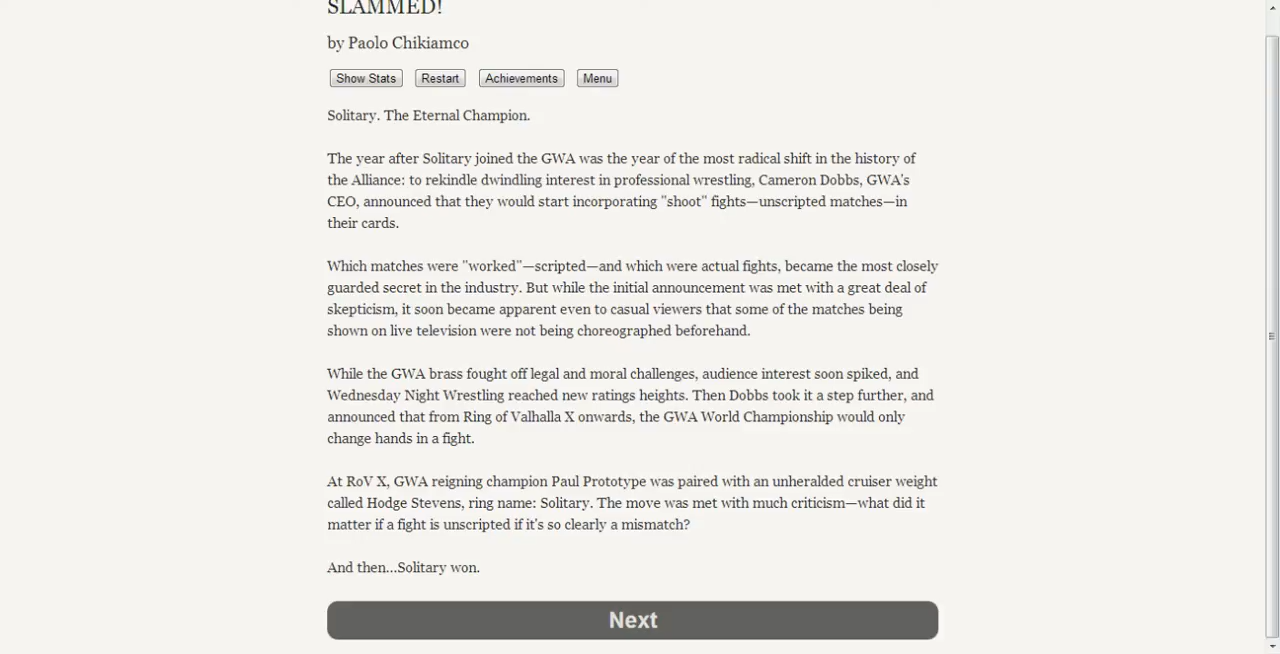 SLAMMED!
by Paolo Chikiamco
Show Stats Restart Achievements Menu
Solitary. The Eternal Champion.
The year after Solitary joined the GWA was the year of the most radical shift in the history of
the Alliance: to rekindle dwindling interest in professional wrestling, Cameron Dobbs, GWA's
CEO, announced that they would start incorporating "shoot" fights—unscripted matches—in
their cards.
Which matches were "worked"—scripted—and which were actual fights, became the most closely
guarded secret in the industry. But while the initial announcement was met with a great deal of
skepticism, it soon became apparent even to casual viewers that some of the matches being
shown on live television were not being choreographed beforehand.
While the GWA brass fought off legal and moral challenges, audience interest soon spiked, and
Wednesday Night Wrestling reached new ratings heights. Then Dobbs took it a step further, and
announced that from Ring of Valhalla X onwards, the GWA World Championship would only
change hands in a fight.
At RoV X, GWA reigning champion Paul Prototype was paired with an unheralded cruiser weight
called Hodge Stevens, ring name: Solitary. The move was met with much criticism—what did it
matter if a fight is unscripted if it's so clearly a mismatch?
And then...Solitary won.
Next